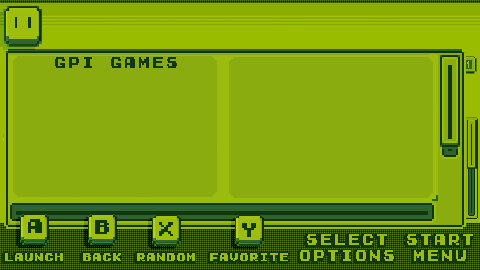 GPI GAMES
A B X Y
SELECT START
LAUNCH BACK RANDOM FAVORITE OPTIONS MENU